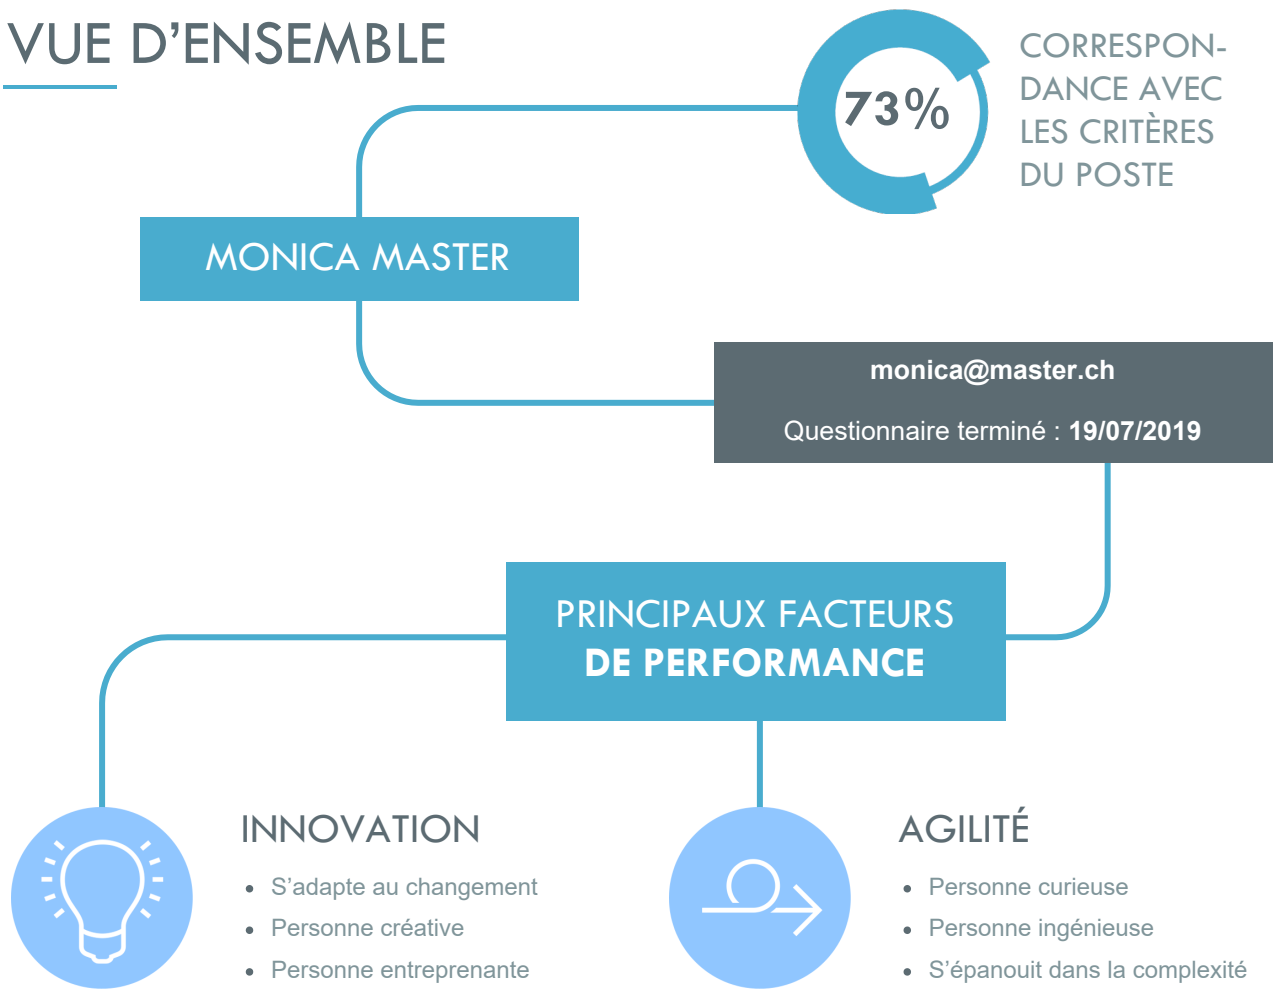 VUE D’ENSEMBLE
73%
CORRESPON-
DANCE AVEC
LES CRITÈRES
DU POSTE
MONICA MASTER
monica@master.ch
Questionnaire terminé : 19/07/2019
PRINCIPAUX FACTEURS
DE PERFORMANCE
INNOVATION
• S’adapte au changement
• Personne créative
• Personne entreprenante
AGILITÉ
• Personne curieuse
• Personne ingénieuse
• S’épanouit dans la complexité